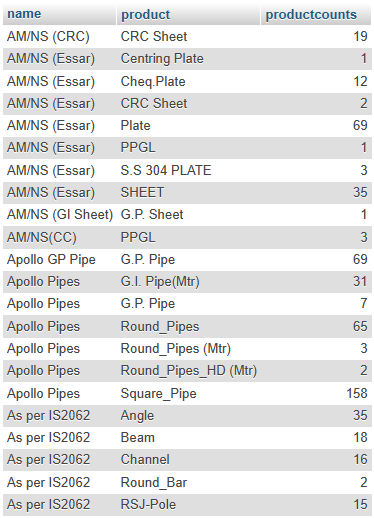 name product productcounts
AM/NS (CRC) CRC Sheet 19
AM/NS (Essar) Centring Plate 1
AM/NS (Essar) Cheq.Plate 12
AM/NS (Essar) CRC Sheet 2
AM/NS (Essar) Plate 69
AM/NS (Essar) PPGL 1
AM/NS (Essar) S.S 304 PLATE 3
AM/NS (Essar) SHEET 35
AM/NS (GI Sheet) G.P. Sheet 1
AM/NS(CC) PPGL 3
Apollo GP Pipe G.P. Pipe 69
Apollo Pipes G.I. Pipe(Mtr) 31
Apollo Pipes G.P. Pipe 7
Apollo Pipes Round_Pipes 65
Apollo Pipes Round_Pipes (Mtr) 3
Apollo Pipes Round_Pipes_HD (Mtr) 2
Apollo Pipes Square_Pipe 158
As per IS2062 Angle 35
As per IS2062 Beam 18
As per IS2062 Channel 16
As per IS2062 Round_Bar 2
As per IS2062 RSJ-Pole 15